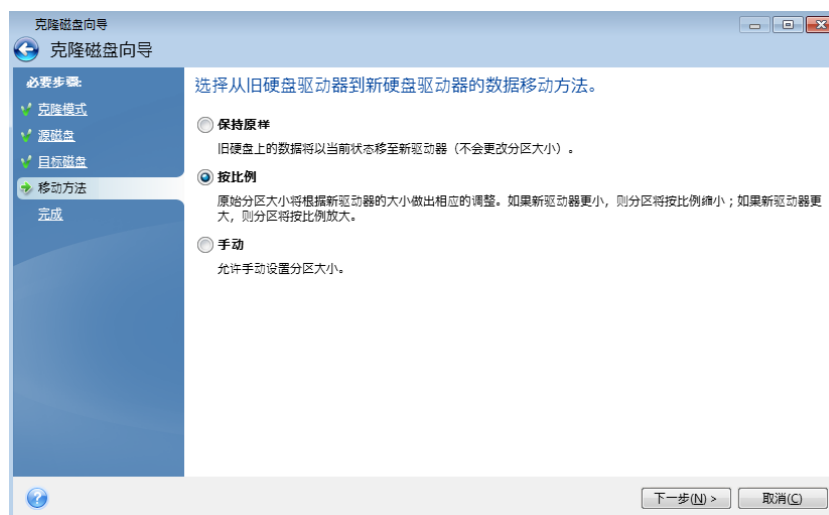 克隆磁盘向导
克隆磁盘向导
必要步骤:
克隆模式
源磁盘
目标磁盘
移动方法
完成
选择从旧硬盘驱动器到新硬盘驱动器的数据移动方法。
保持原样
旧硬盘上的数据将以当前状态移至新驱动器（不会更改分区大小）。
按比例
原始分区大小将根据新驱动器的大小做出相应的调整。如果新驱动器更小，则分区将按比例缩小；如果新驱动器更
大，则分区将按比例放大。
手动
允许手动设置分区大小。
下一步(N) >
取消(C)